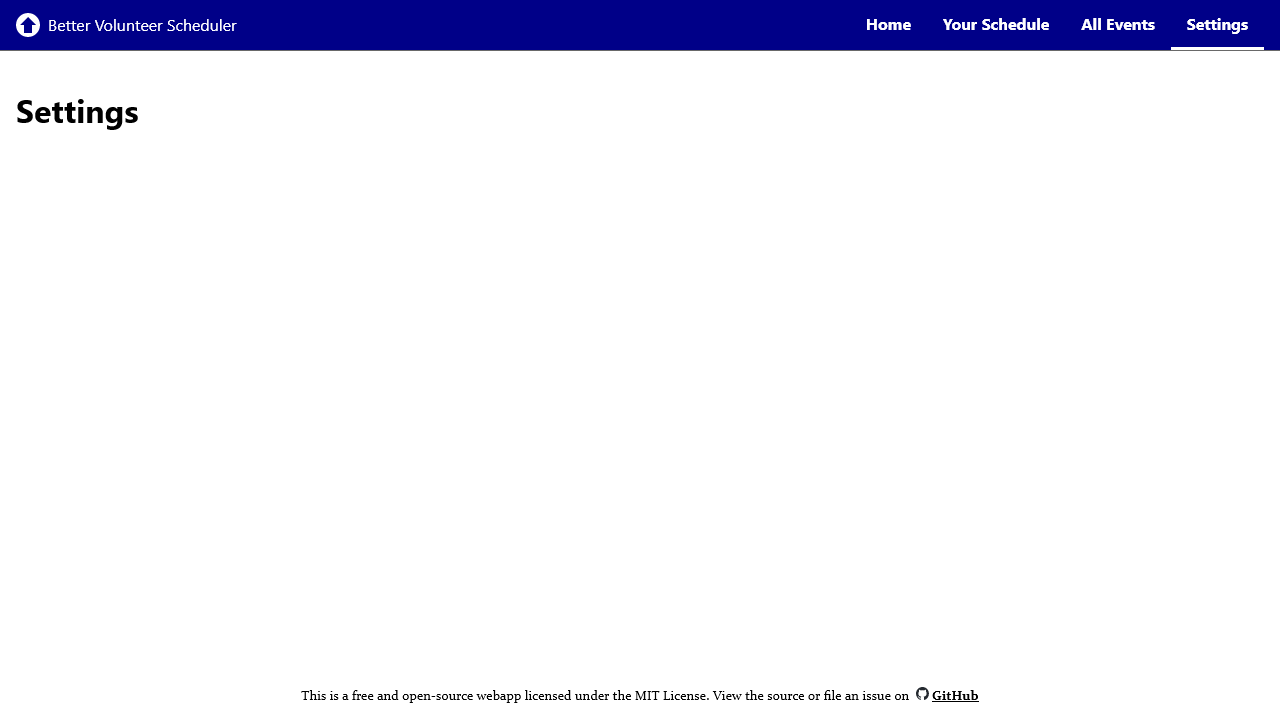 Better Volunteer Scheduler
Home Your Schedule All Events Settings
Settings
This is a free and open-source webapp licensed under the MIT License. View the source or file an issue on GitHub